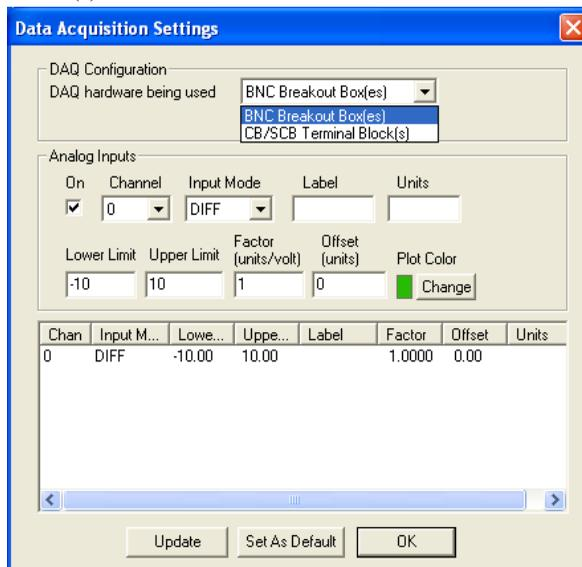 Data Acquisition Settings
DAQ Configuration
DAQ hardware being used BNC Breakout Box(es)
BNC Breakout Box(es)
CB/SCB Terminal Block(s)
Analog Inputs
On Channel Input Mode Label Units
0 DIFF
Lower Limit Upper Limit Factor (units/volt) Offset (units) Plot Color
-10 10 1 0 Change
Chan Input M... Lowe... Uppe... Label Factor Offset Units
0 DIFF -10.00 10.00 1.0000 0.00
Update Set As Default OK